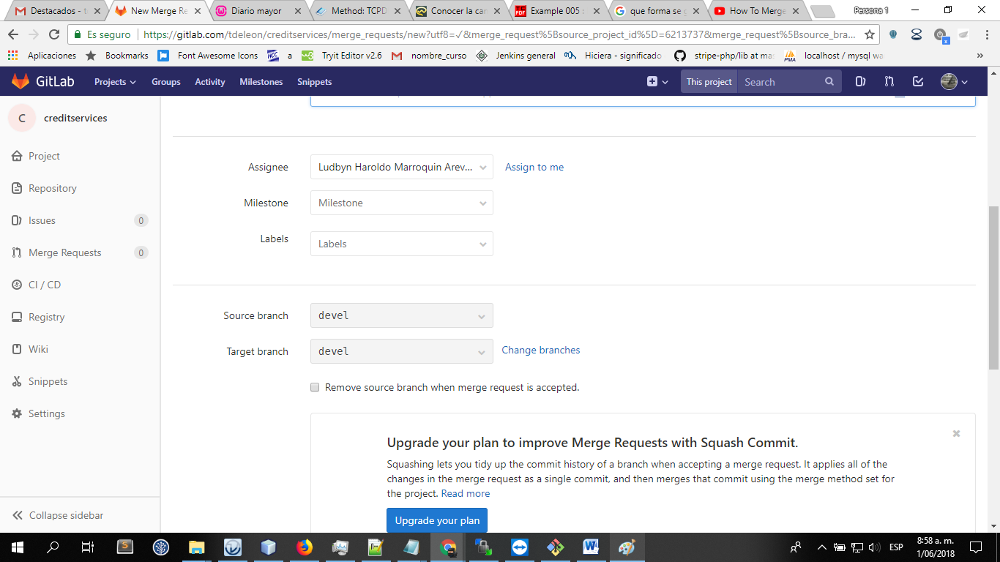 Destacados - t
New Merge Re
Diario mayor
Method: TCPD
Conocer la car
Example 005 :
que forma se g
How To Merge
Persona 1
Es seguro
https://gitlab.com/tdeleon/creditservices/merge_requests/new?utf8=✓&merge_request%5Bsource_project_id%5D=6213737&merge_request%5Bsource_bra...
Aplicaciones
Bookmarks
Font Awesome Icons
HCC
a
w3
Tryit Editor v2.6
nombre_curso
Jenkins general
Hiciera - significado
stripe-php/lib at mas
PMA
localhost / mysql wa
»
GitLab
Projects
Groups
Activity
Milestones
Snippets
This project
Search
C
creditservices
Project
Repository
Issues
0
Merge Requests
0
CI / CD
Registry
Wiki
Snippets
Settings
Collapse sidebar
Assignee
Ludbyn Haroldo Marroquin Arev...
Assign to me
Milestone
Milestone
Labels
Labels
Source branch
devel
Target branch
devel
Change branches
Remove source branch when merge request is accepted.
Upgrade your plan to improve Merge Requests with Squash Commit.
Squashing lets you tidy up the commit history of a branch when accepting a merge request. It applies all of the
changes in the merge request as a single commit, and then merges that commit using the merge method set for
the project. Read more
Upgrade your plan
ESP
8:58 a. m.
1/06/2018